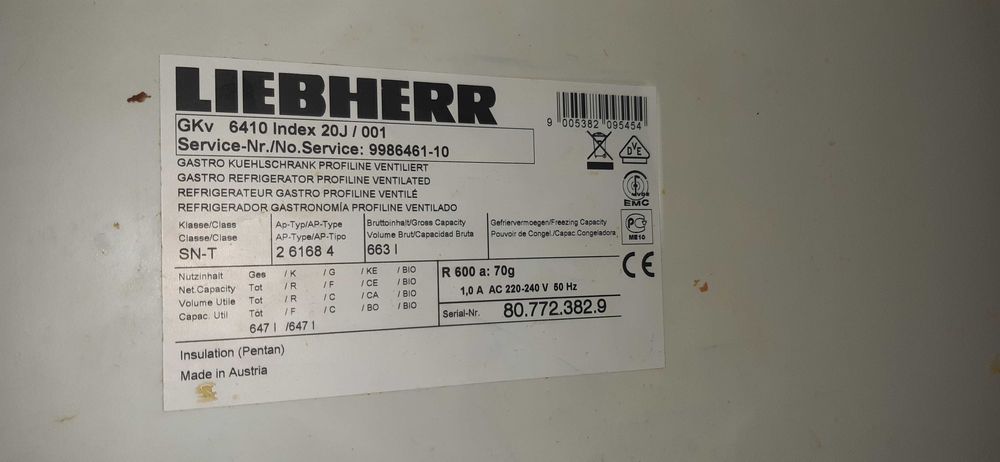 LIEBHERR
GKv 6410 Index 20J / 001
Service-Nr./No.Service: 9986461-10
9 005382 095454
GASTRO KUEHLSCHRANK PROFILINE VENTILIERT
GASTRO REFRIGERATOR PROFILINE VENTILATED
REFRIGERATEUR GASTRO PROFILINE VENTILÉ
REFRIGERADOR GASTRONOMÍA PROFILINE VENTILADO
DVE
EMC
PC
ME10
CE
Klasse/Class Ap-Typ/AP-Type Bruttoinhalt/Gross Capacity Gefriervermoegen/Freezing Capacity
Classe/Clase AP-Type/AP-Tipo Volume Brut/Capacidad Bruta Pouvoir de Congel./Capac.Congeladora
SN-T 2 6168 4 663 l
Nutzinhalt Ges / K / G / KE / BIO
Net.Capacity Tot / R / F / CE / BIO
Volume Utile Tot / R / C / CA / BIO
Capac. Util Tót / F / C / BO / BIO
647 l /647 l
R 600 a: 70g
1,0 A AC 220-240 V 50 Hz
Serial-Nr. 80.772.382.9
Insulation (Pentan)
Made in Austria